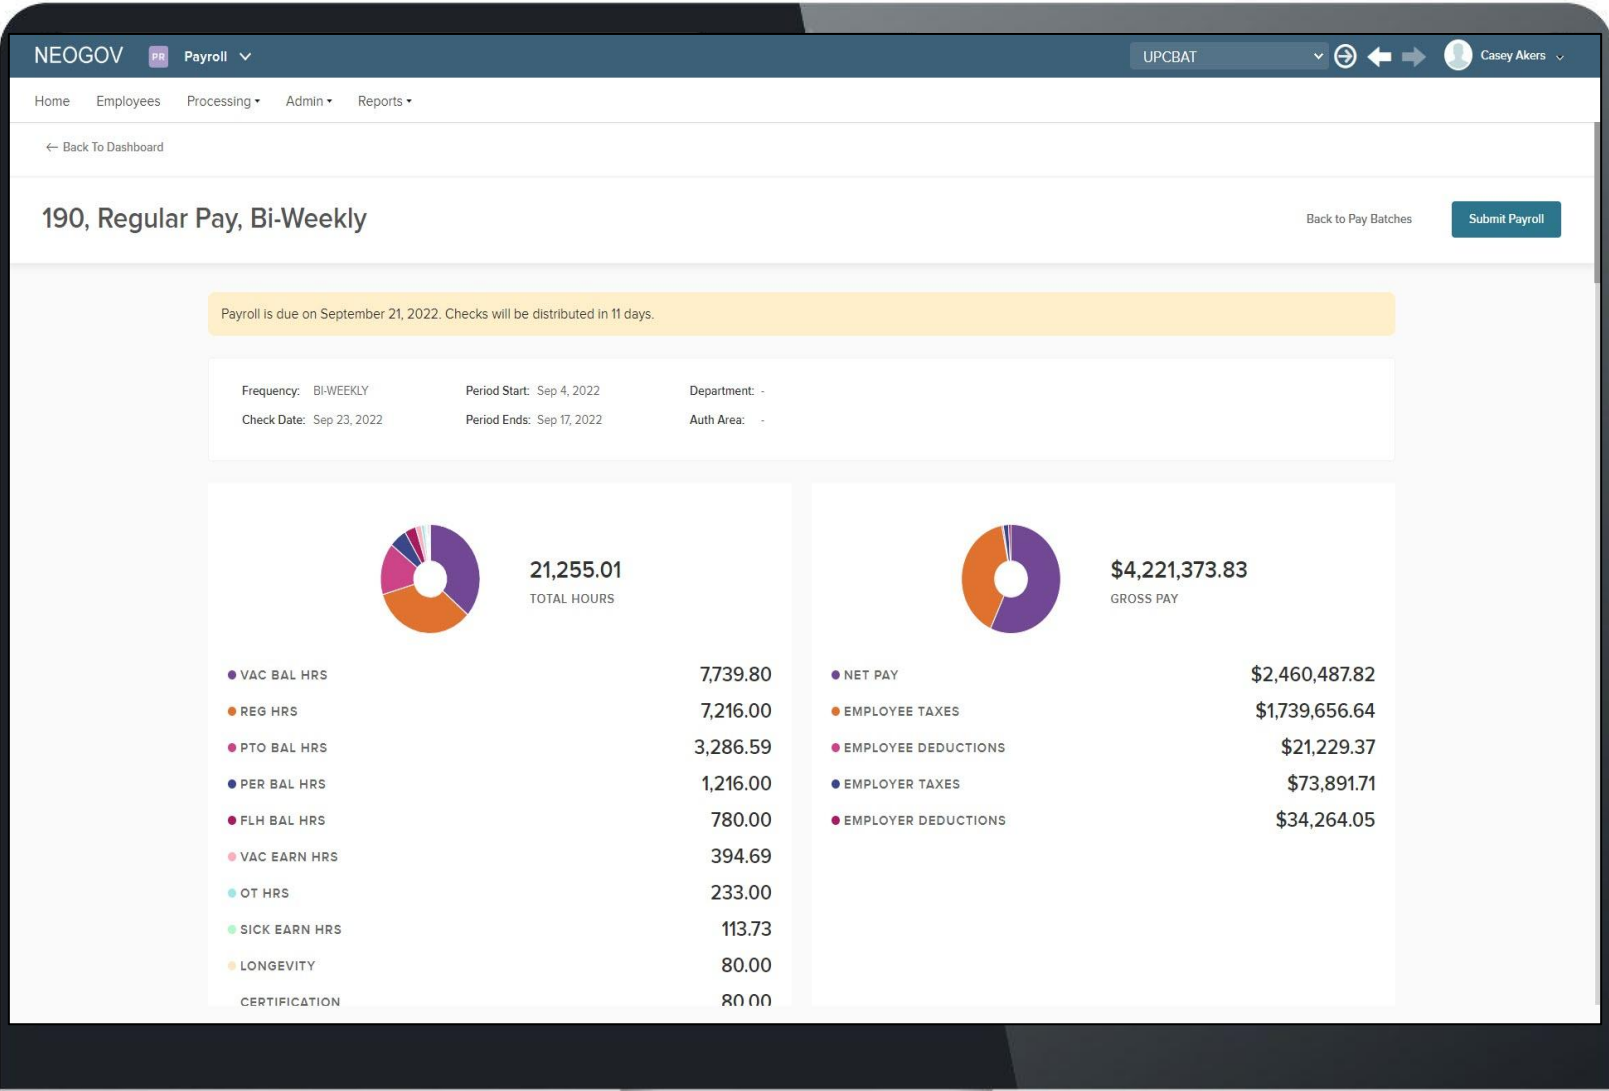 NEOGOV PR Payroll UPCBAT Casey Akers
Home Employees Processing Admin Reports
← Back To Dashboard
190, Regular Pay, Bi-Weekly Back to Pay Batches Submit Payroll
Payroll is due on September 21, 2022. Checks will be distributed in 11 days.
Frequency: BI-WEEKLY Period Start: Sep 4, 2022 Department: -
Check Date: Sep 23, 2022 Period Ends: Sep 17, 2022 Auth Area: -
21,255.01
TOTAL HOURS
VAC BAL HRS 7,739.80
REG HRS 7,216.00
PTO BAL HRS 3,286.59
PER BAL HRS 1,216.00
FLH BAL HRS 780.00
VAC EARN HRS 394.69
OT HRS 233.00
SICK EARN HRS 113.73
LONGEVITY 80.00
CERTIFICATION 80.00
$4,221,373.83
GROSS PAY
NET PAY $2,460,487.82
EMPLOYEE TAXES $1,739,656.64
EMPLOYEE DEDUCTIONS $21,229.37
EMPLOYER TAXES $73,891.71
EMPLOYER DEDUCTIONS $34,264.05